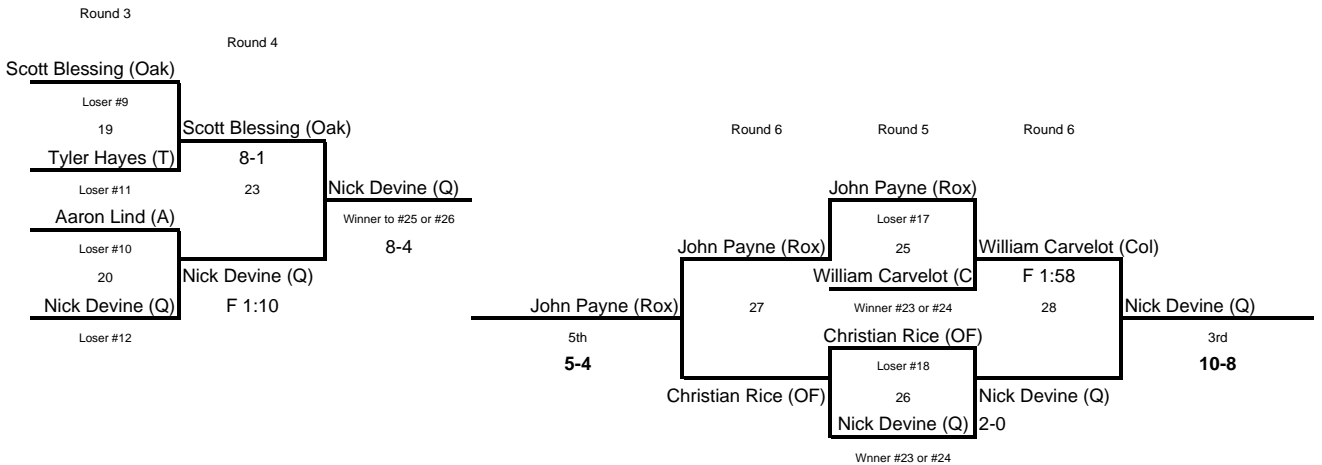 Round 3
Round 4
Scott Blessing (Oak)
Loser #9
19
Scott Blessing (Oak)
Round 6
Round 5
Round 6
Tyler Hayes (T)
8-1
Loser #11
23
Nick Devine (Q)
John Payne (Rox)
Aaron Lind (A)
Winner to #25 or #26
Loser #17
Loser #10
8-4
John Payne (Rox)
25
William Carvelot (Col)
20
Nick Devine (Q)
William Carvelot (C
F 1:58
Nick Devine (Q)
F 1:10
John Payne (Rox)
27
Winner #23 or #24
28
Nick Devine (Q)
Loser #12
5th
Christian Rice (OF)
3rd
5-4
Loser #18
10-8
Christian Rice (OF)
26
Nick Devine (Q)
Nick Devine (Q)
2-0
Wnner #23 or #24